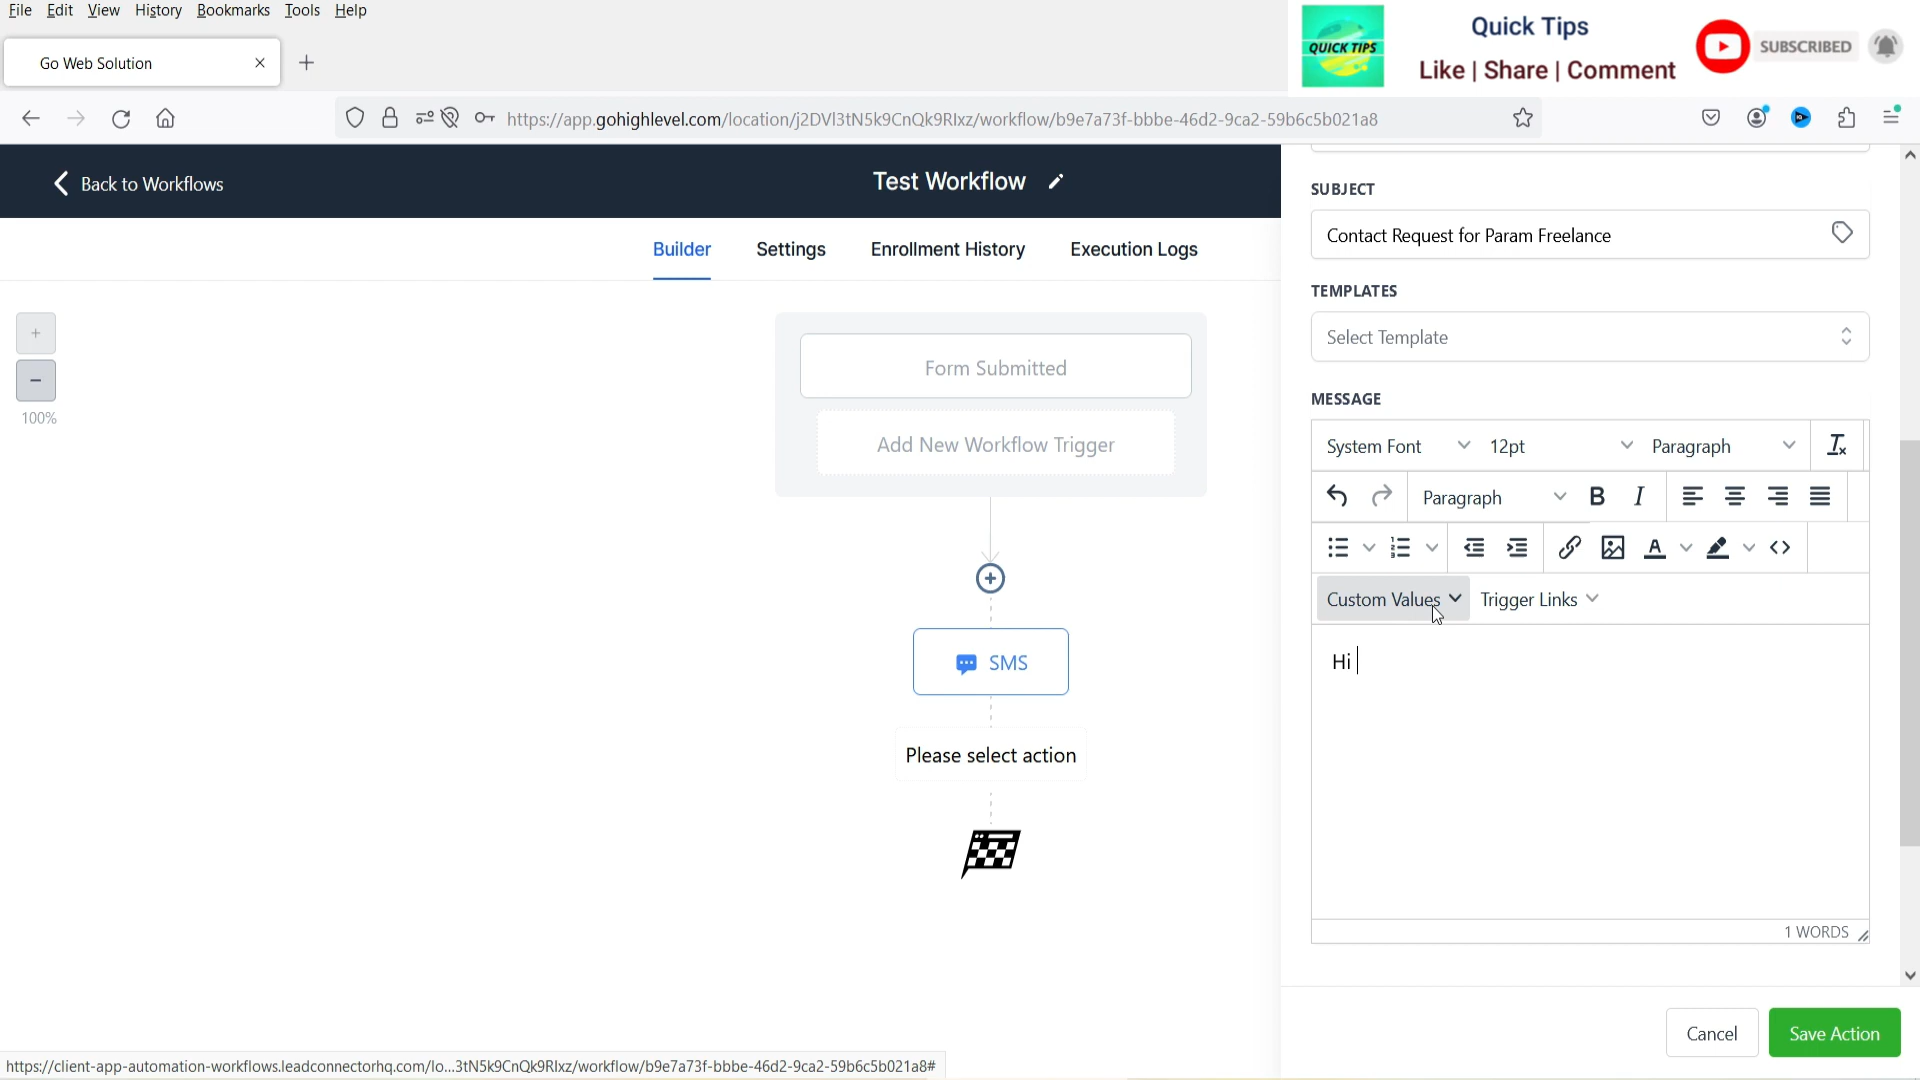 File Edit View History Bookmarks Tools Help
QUICK TIPS
Quick Tips
Like | Share | Comment
SUBSCRIBED
Go Web Solution
https://app.gohighlevel.com/location/j2DVl3tN5k9CnQk9Rlxz/workflow/b9e7a73f-bbbe-46d2-9ca2-59b6c5b021a8
Back to Workflows
Test Workflow
Builder Settings Enrollment History Execution Logs
100%
Form Submitted
Add New Workflow Trigger
SMS
Please select action
SUBJECT
Contact Request for Param Freelance
TEMPLATES
Select Template
MESSAGE
System Font 12pt Paragraph
Paragraph B I
Custom Values Trigger Links
Hi
1 WORDS
Cancel Save Action
https://client-app-automation-workflows.leadconnectorhq.com/lo...3tN5k9CnQk9Rlxz/workflow/b9e7a73f-bbbe-46d2-9ca2-59b6c5b021a8#